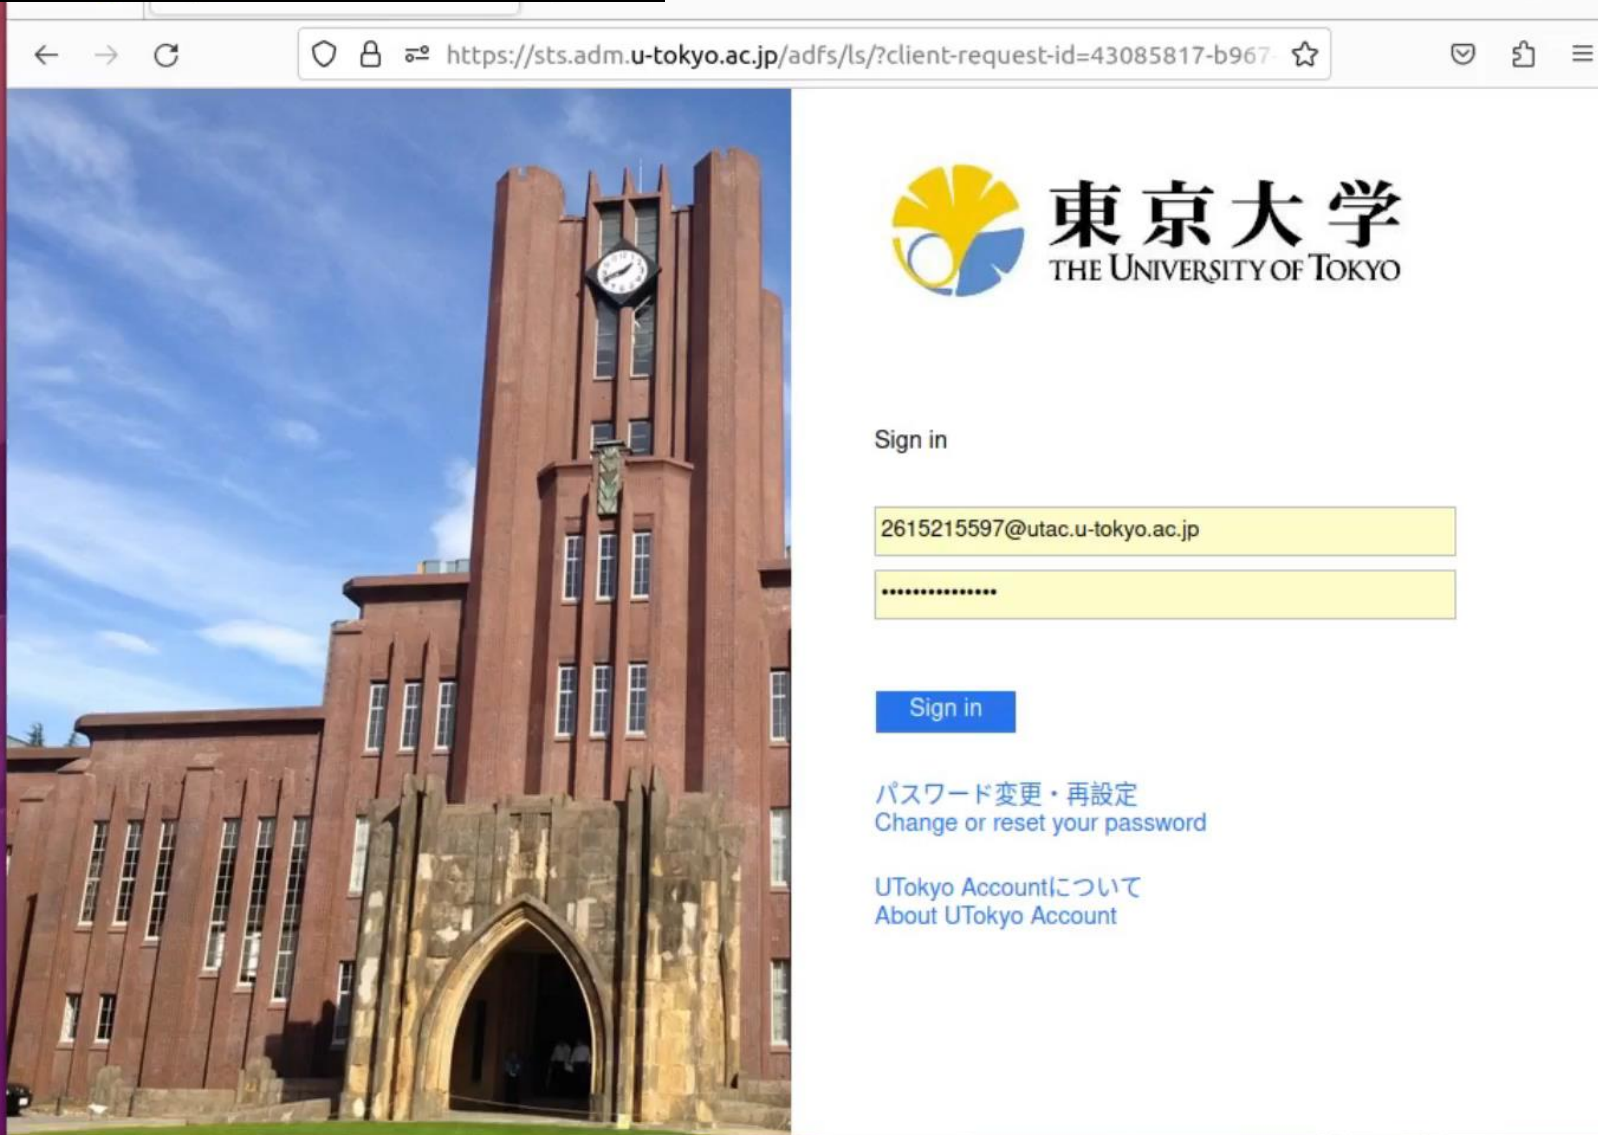 https://sts.adm.u-tokyo.ac.jp/adfs/ls/?client-request-id=43085817-b967-
東京大学
THE UNIVERSITY OF TOKYO
Sign in
2615215597@utac.u-tokyo.ac.jp
•••••••••••••••
Sign in
パスワード変更・再設定
Change or reset your password
UTokyo Accountについて
About UTokyo Account